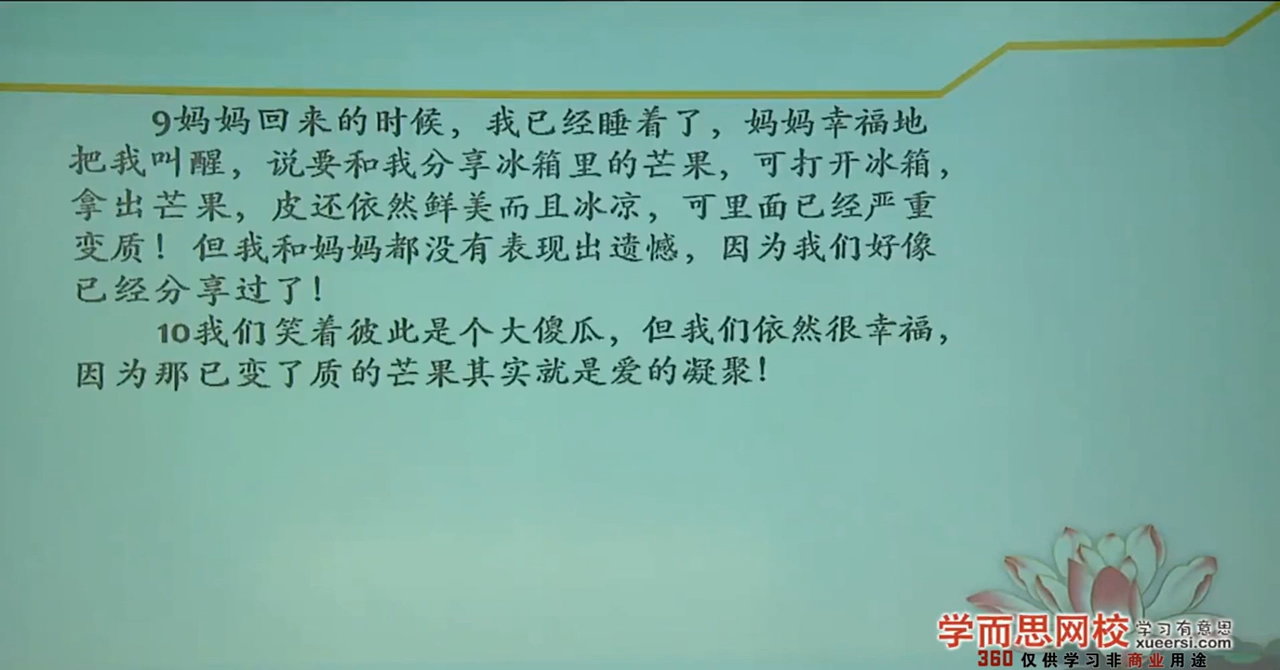 9妈妈回来的时候，我已经睡着了，妈妈幸福地
把我叫醒，说要和我分享冰箱里的芒果，可打开冰箱，
拿出芒果，皮还依然鲜美而且冰凉，可里面已经严重
变质！但我和妈妈都没有表现出遗憾，因为我们好像
已经分享过了！
10我们笑着彼此是个大傻瓜，但我们依然很幸福，
因为那已变了质的芒果其实就是爱的凝聚！
学而思网校 学习有意思
xueersi.com
360 仅供学习非商业用途